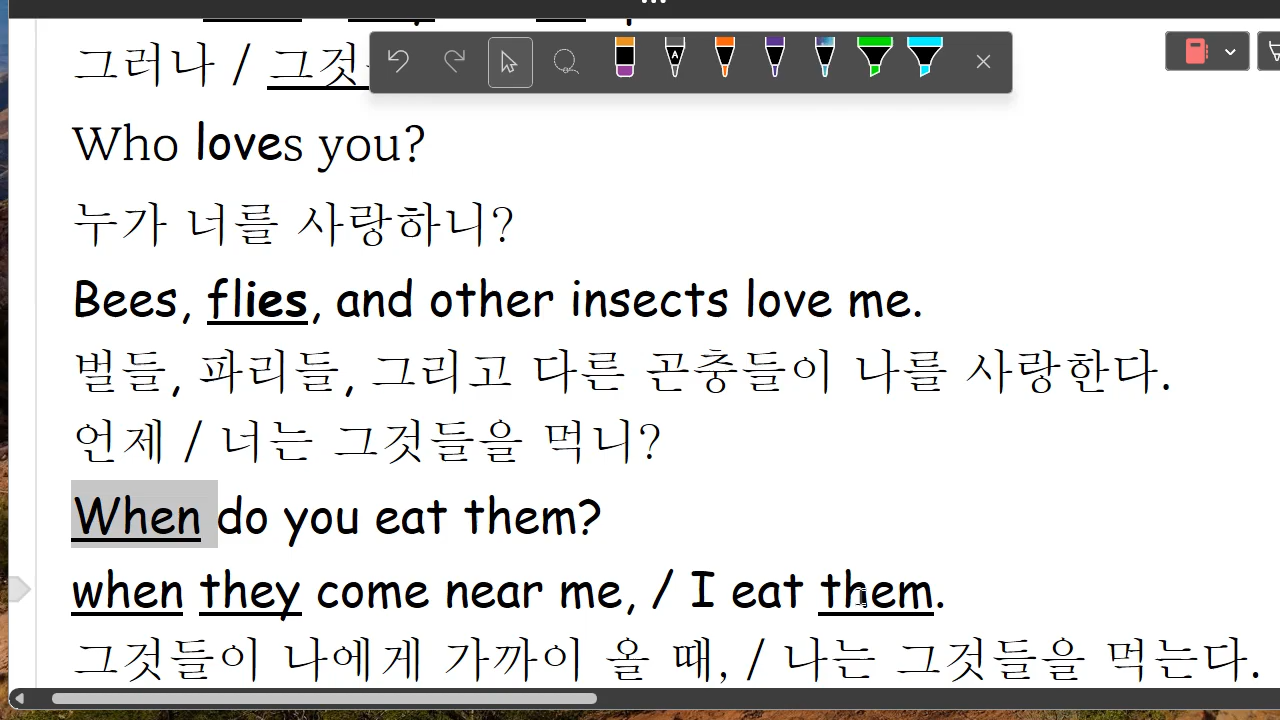 그러나 / 그것
Who loves you?
누가 너를 사랑하니?
Bees, flies, and other insects love me.
벌들, 파리들, 그리고 다른 곤충들이 나를 사랑한다.
언제 / 너는 그것들을 먹니?
When do you eat them?
when they come near me, / I eat them.
그것들이 나에게 가까이 올 때, / 나는 그것들을 먹는다.